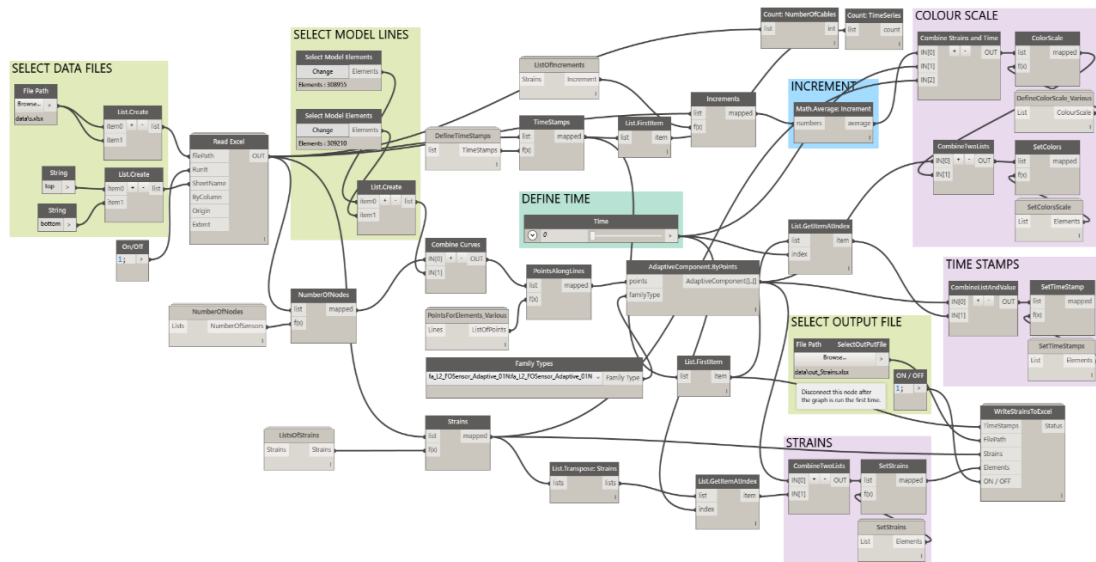 SELECT DATA FILES
File Path
Browse... >
data\s.xlsx
List.Create
item0 + - list
item1
String
top >
String
bottom >
List.Create
item0 + - list
item1
On/Off
1; >
Read Excel
filePath OUT
RunIt
SheetName
ByColumn
Origin
Extent
NumberOfNodes
Lists NumberOfSensors
SELECT MODEL LINES
Select Model Elements
Change Elements
Elements : 308955
Select Model Elements
Change Elements
Elements : 309210
List.Create
item0 + - list
item1
NumberOfNodes
list mapped
f(x)
ListsOfStrains
Strains Strains
DefineTimeStamps
list TimeStamps
Combine Curves
IN[0] + - OUT
IN[1]
PointsForElements_Various
Lines ListOfPoints
Family Types
Family Type
Strains
list mapped
f(x)
ListOfIncrements
Strains Increment
TimeStamps
list mapped
f(x)
List.FirstItem
list item
DEFINE TIME
Time
0 >
PointsAlongLines
list mapped
f(x)
AdaptiveComponent.ByPoints
points AdaptiveComponent[]..[]
familyType
List.FirstItem
list item
List.Transpose: Strains
lists lists
List.GetItemAtIndex
list item
index
Increments
list mapped
f(x)
Count: NumberOfCables
list int
Count: TimeSeries
list count
INCREMENT
Math.Average: Increment
numbers average
List.GetItemAtIndex
list item
index
SELECT OUTPUT FILE
File Path SelectOutPutFile
Browse... >
data\out_Strains.xlsx
Disconnect this node after
the graph is run the first time.
ON / OFF
1; >
STRAINS
CombineTwoLists
IN[0] + - OUT
IN[1]
SetStrains
list mapped
f(x)
SetStrains
List Elements
COLOUR SCALE
Combine Strains and Time
IN[0] + - OUT
IN[1]
IN[2]
ColorScale
list mapped
f(x)
DefineColorScale_Various
List ColourScale
CombineTwoLists
IN[0] + - OUT
IN[1]
SetColors
list mapped
f(x)
SetColorsScale
List Elements
TIME STAMPS
CombineListAndValue
IN[0] + - OUT
IN[1]
SetTimeStamp
list mapped
f(x)
SetTimeStamps
List Elements
WriteStrainsToExcel
TimeStamps Status
FilePath
Strains
Elements
ON / OFF